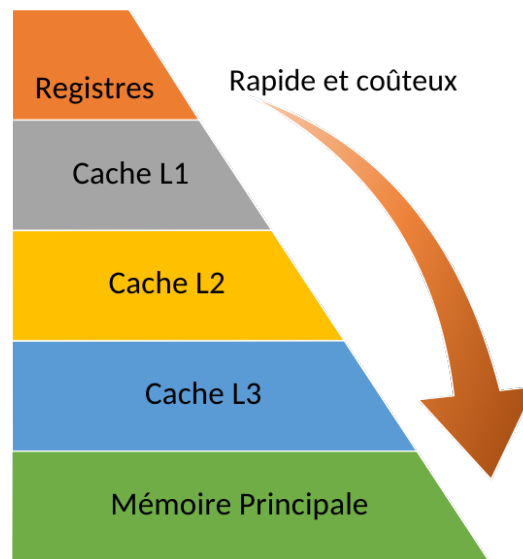 Registres
Rapide et coûteux
Cache L1
Cache L2
Cache L3
Mémoire Principale